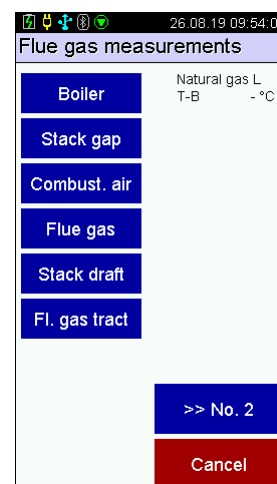 26.08.19 09:54:0
Flue gas measurements
Boiler
Natural gas L
T-B - °C
Stack gap
Combust. air
Flue gas
Stack draft
Fl. gas tract
>> No. 2
Cancel